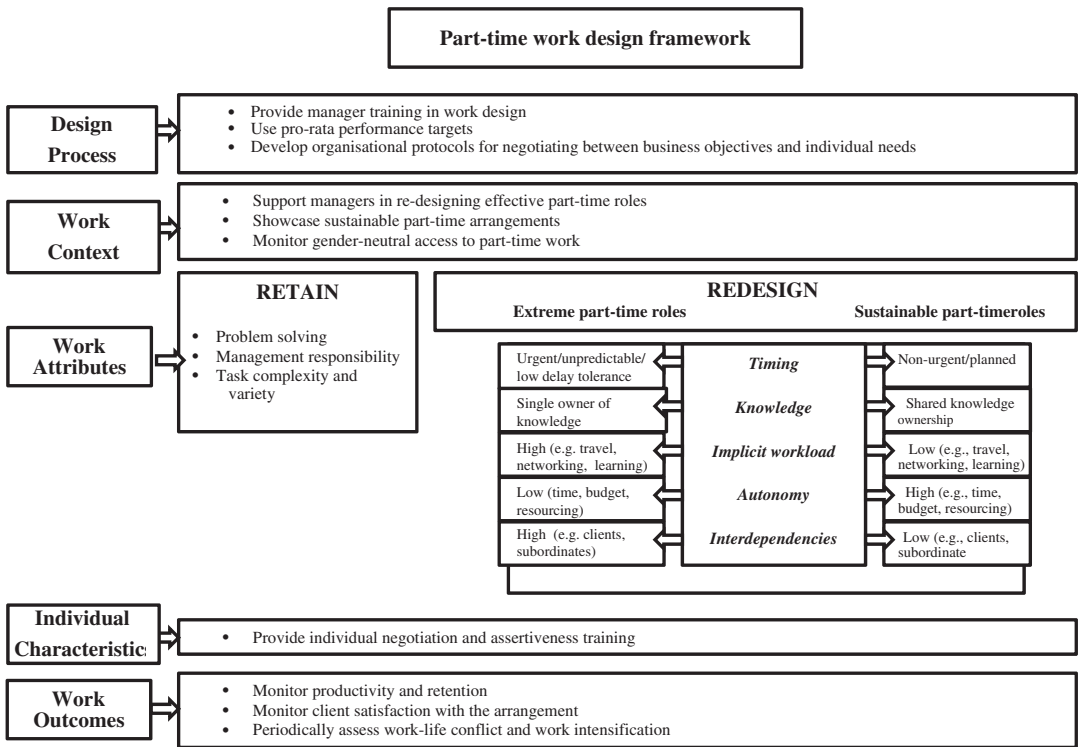 Part-time work design framework
Design
Process
• Provide manager training in work design
• Use pro-rata performance targets
• Develop organisational protocols for negotiating between business objectives and individual needs
Work
Context
• Support managers in re-designing effective part-time roles
• Showcase sustainable part-time arrangements
• Monitor gender-neutral access to part-time work
Work
Attributes
RETAIN
• Problem solving
• Management responsibility
• Task complexity and
variety
REDESIGN
Extreme part-time roles
Sustainable part-timeroles
Urgent/unpredictable/
low delay tolerance
Timing
Non-urgent/planned
Single owner of
knowledge
Knowledge
Shared knowledge
ownership
High (e.g. travel,
networking, learning)
Implicit workload
Low (e.g., travel,
networking, learning)
Low (time, budget,
resourcing)
Autonomy
High (e.g., time,
budget, resourcing)
High (e.g. clients,
subordinates)
Interdependencies
Low (e.g., clients,
subordinate
Individual
Characteristic
• Provide individual negotiation and assertiveness training
Work
Outcomes
• Monitor productivity and retention
• Monitor client satisfaction with the arrangement
• Periodically assess work-life conflict and work intensification